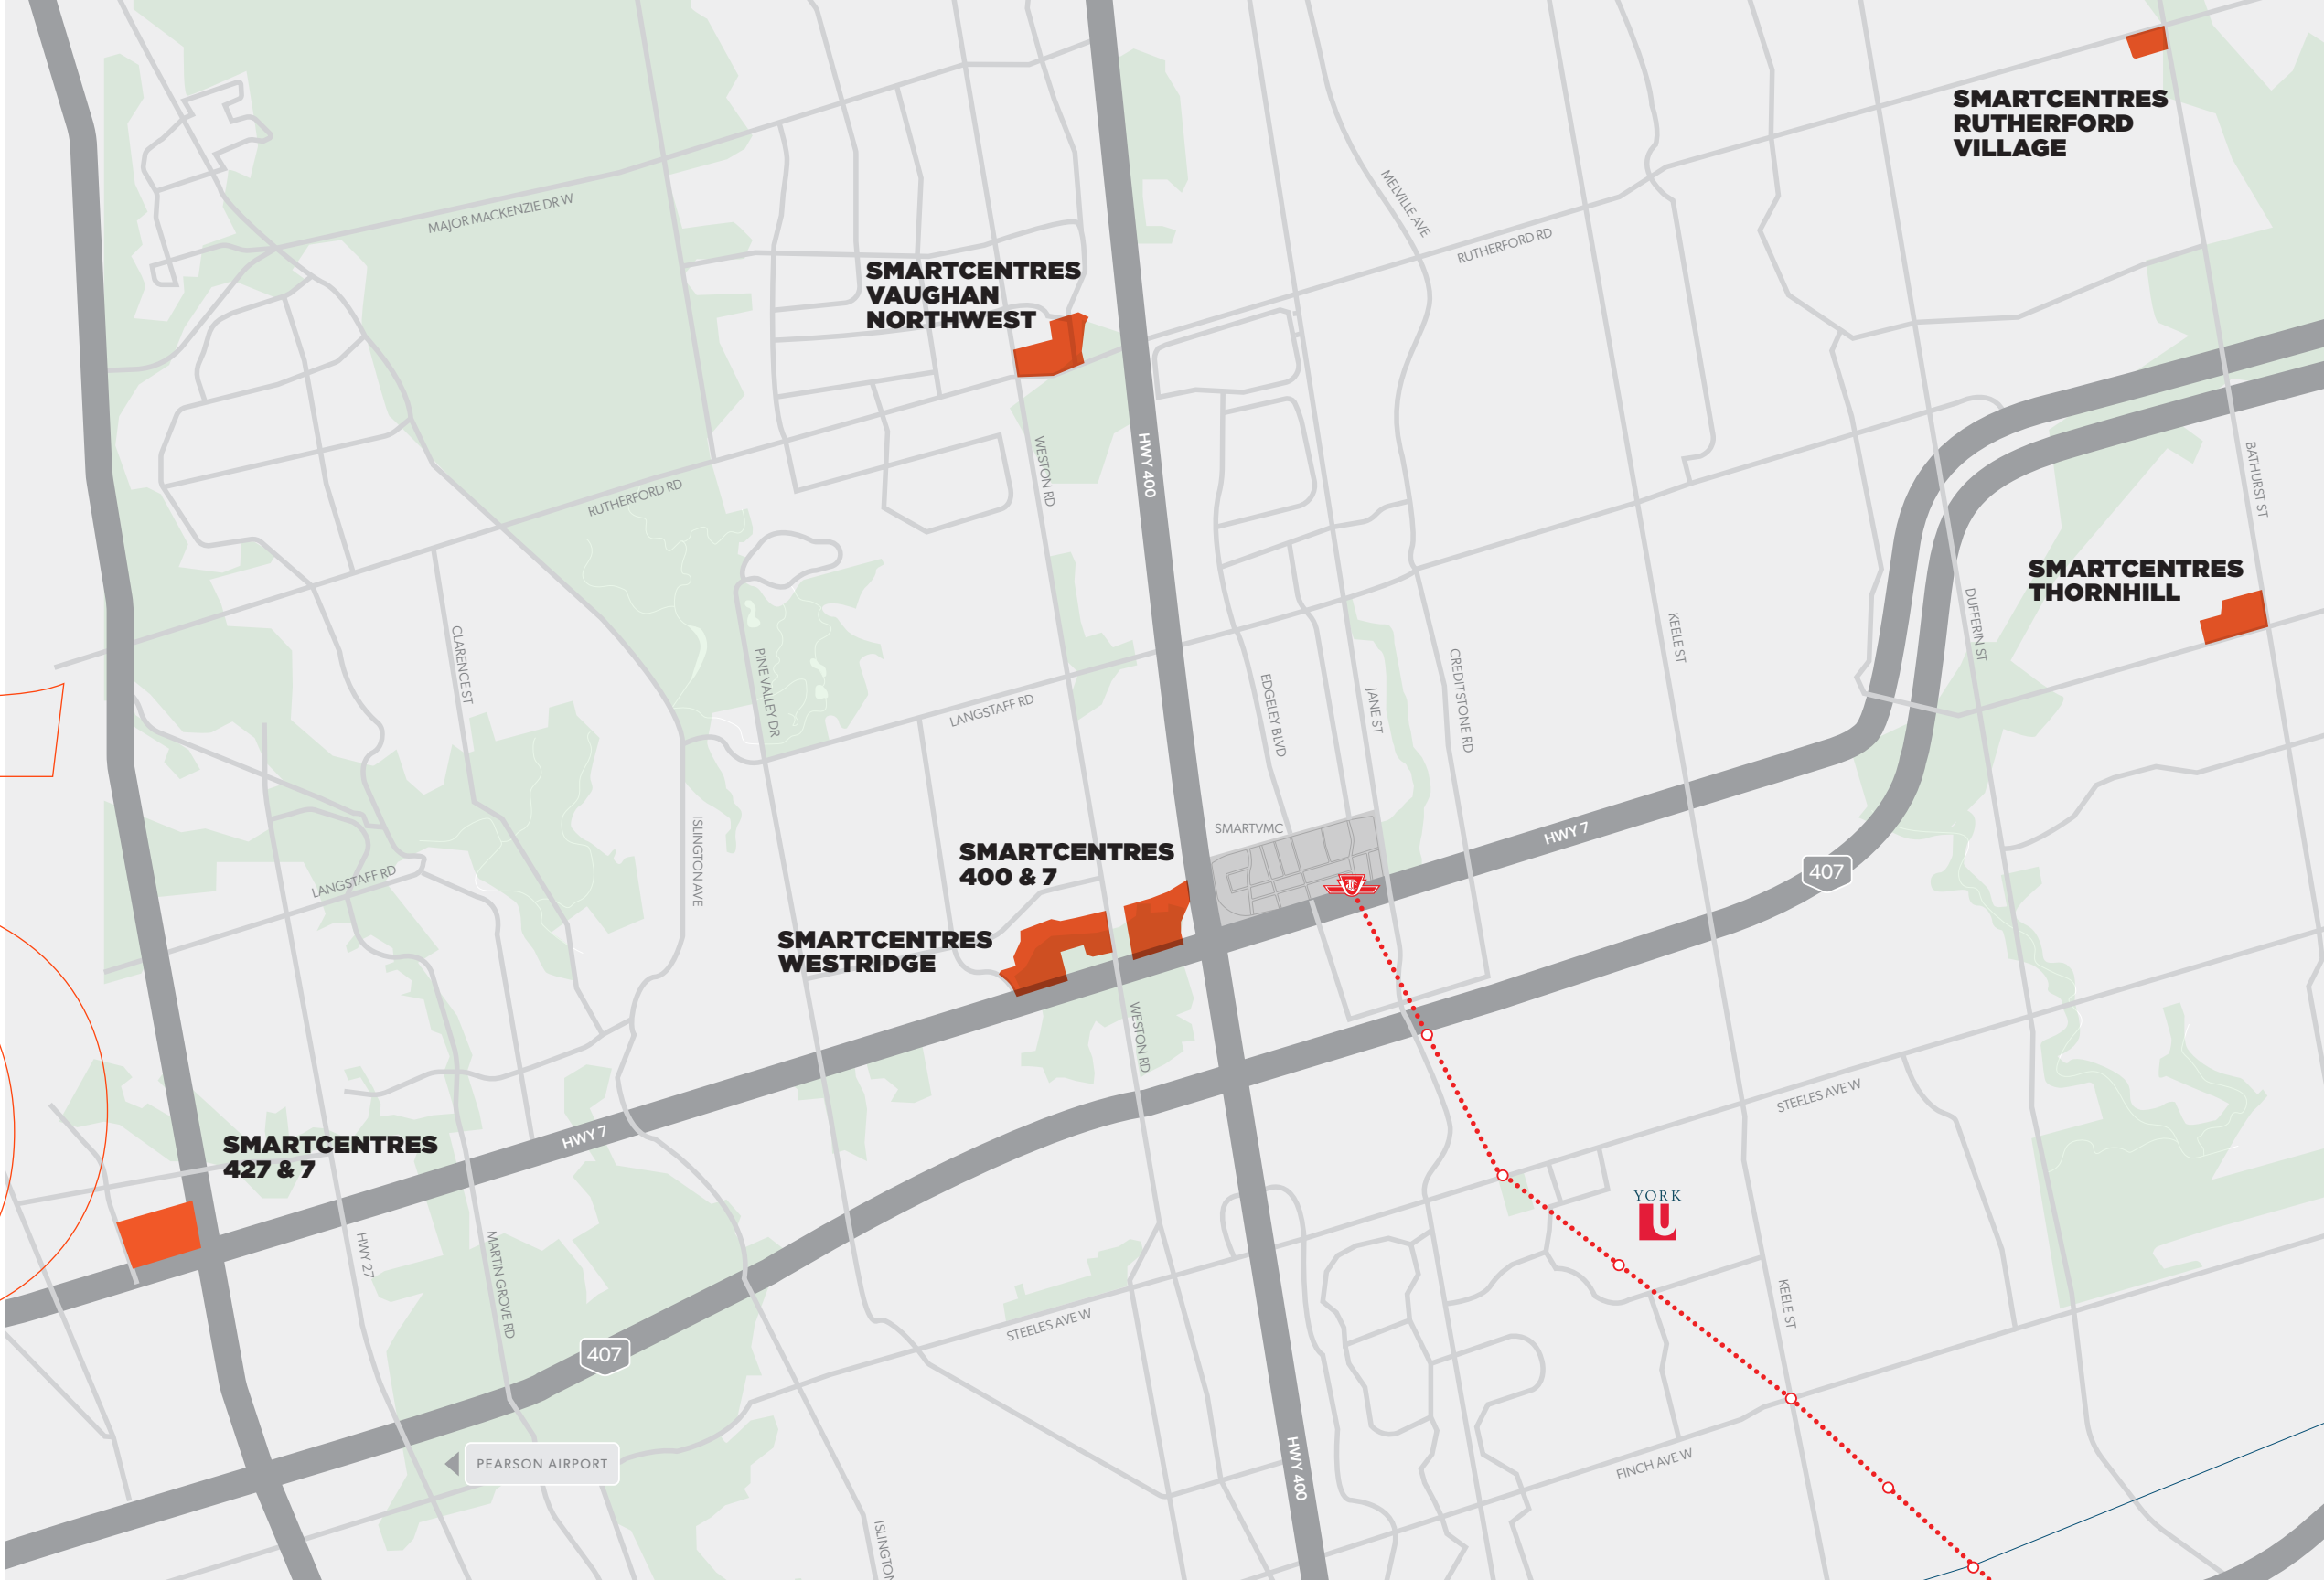 SMARTCENTRES
RUTHERFORD
VILLAGE
MELVILLE AVE
MAJOR MACKENZIE DR W
RUTHERFORD RD
SMARTCENTRES
VAUGHAN
NORTHWEST
WESTON RD
HWY 400
BATHURST ST
RUTHERFORD RD
SMARTCENTRES
THORNHILL
DUFFERIN ST
KEELE ST
CLARENCE ST
PINE VALLEY DR
LANGSTAFF RD
EDGELEY BLVD
JANE ST
CREDITSTONE RD
SMARTVMC
HWY 7
ISLINGTON AVE
SMARTCENTRES
400 & 7
407
LANGSTAFF RD
SMARTCENTRES
WESTRIDGE
WESTON RD
STEELES AVE W
SMARTCENTRES
427 & 7
HWY 7
YORK
U
HWY 27
MARTIN GROVE RD
KEELE ST
STEELES AVE W
407
PEARSON AIRPORT
HWY 400
FINCH AVE W
ISLINGTON